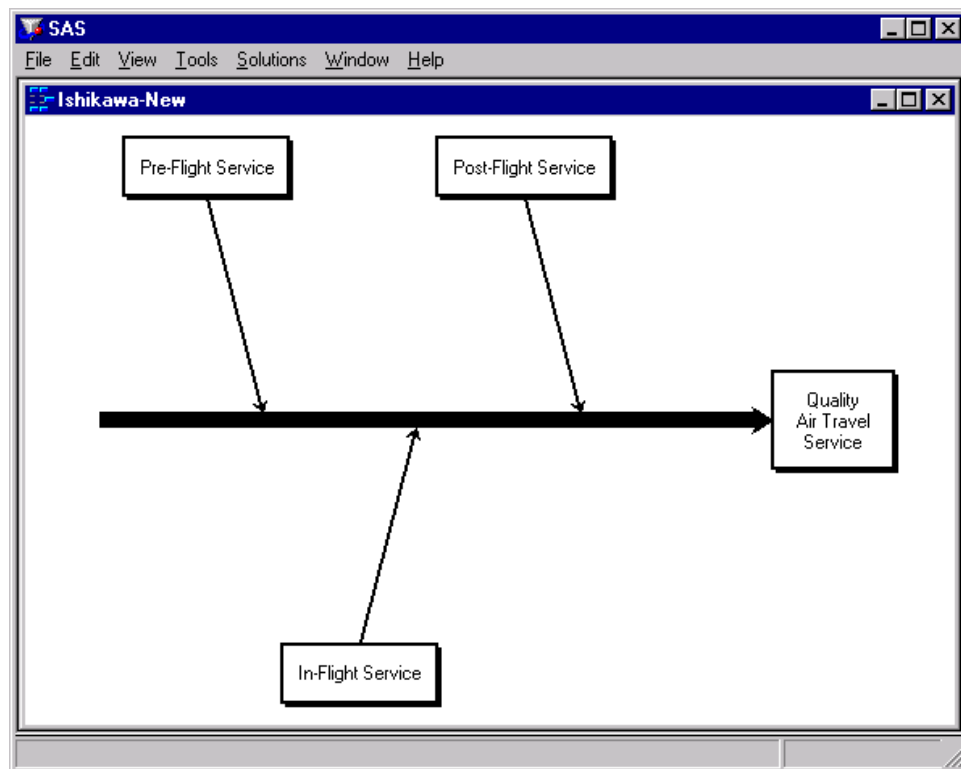 SAS
File Edit View Tools Solutions Window Help
Ishikawa-New
Pre-Flight Service
Post-Flight Service
Quality
Air Travel
Service
In-Flight Service